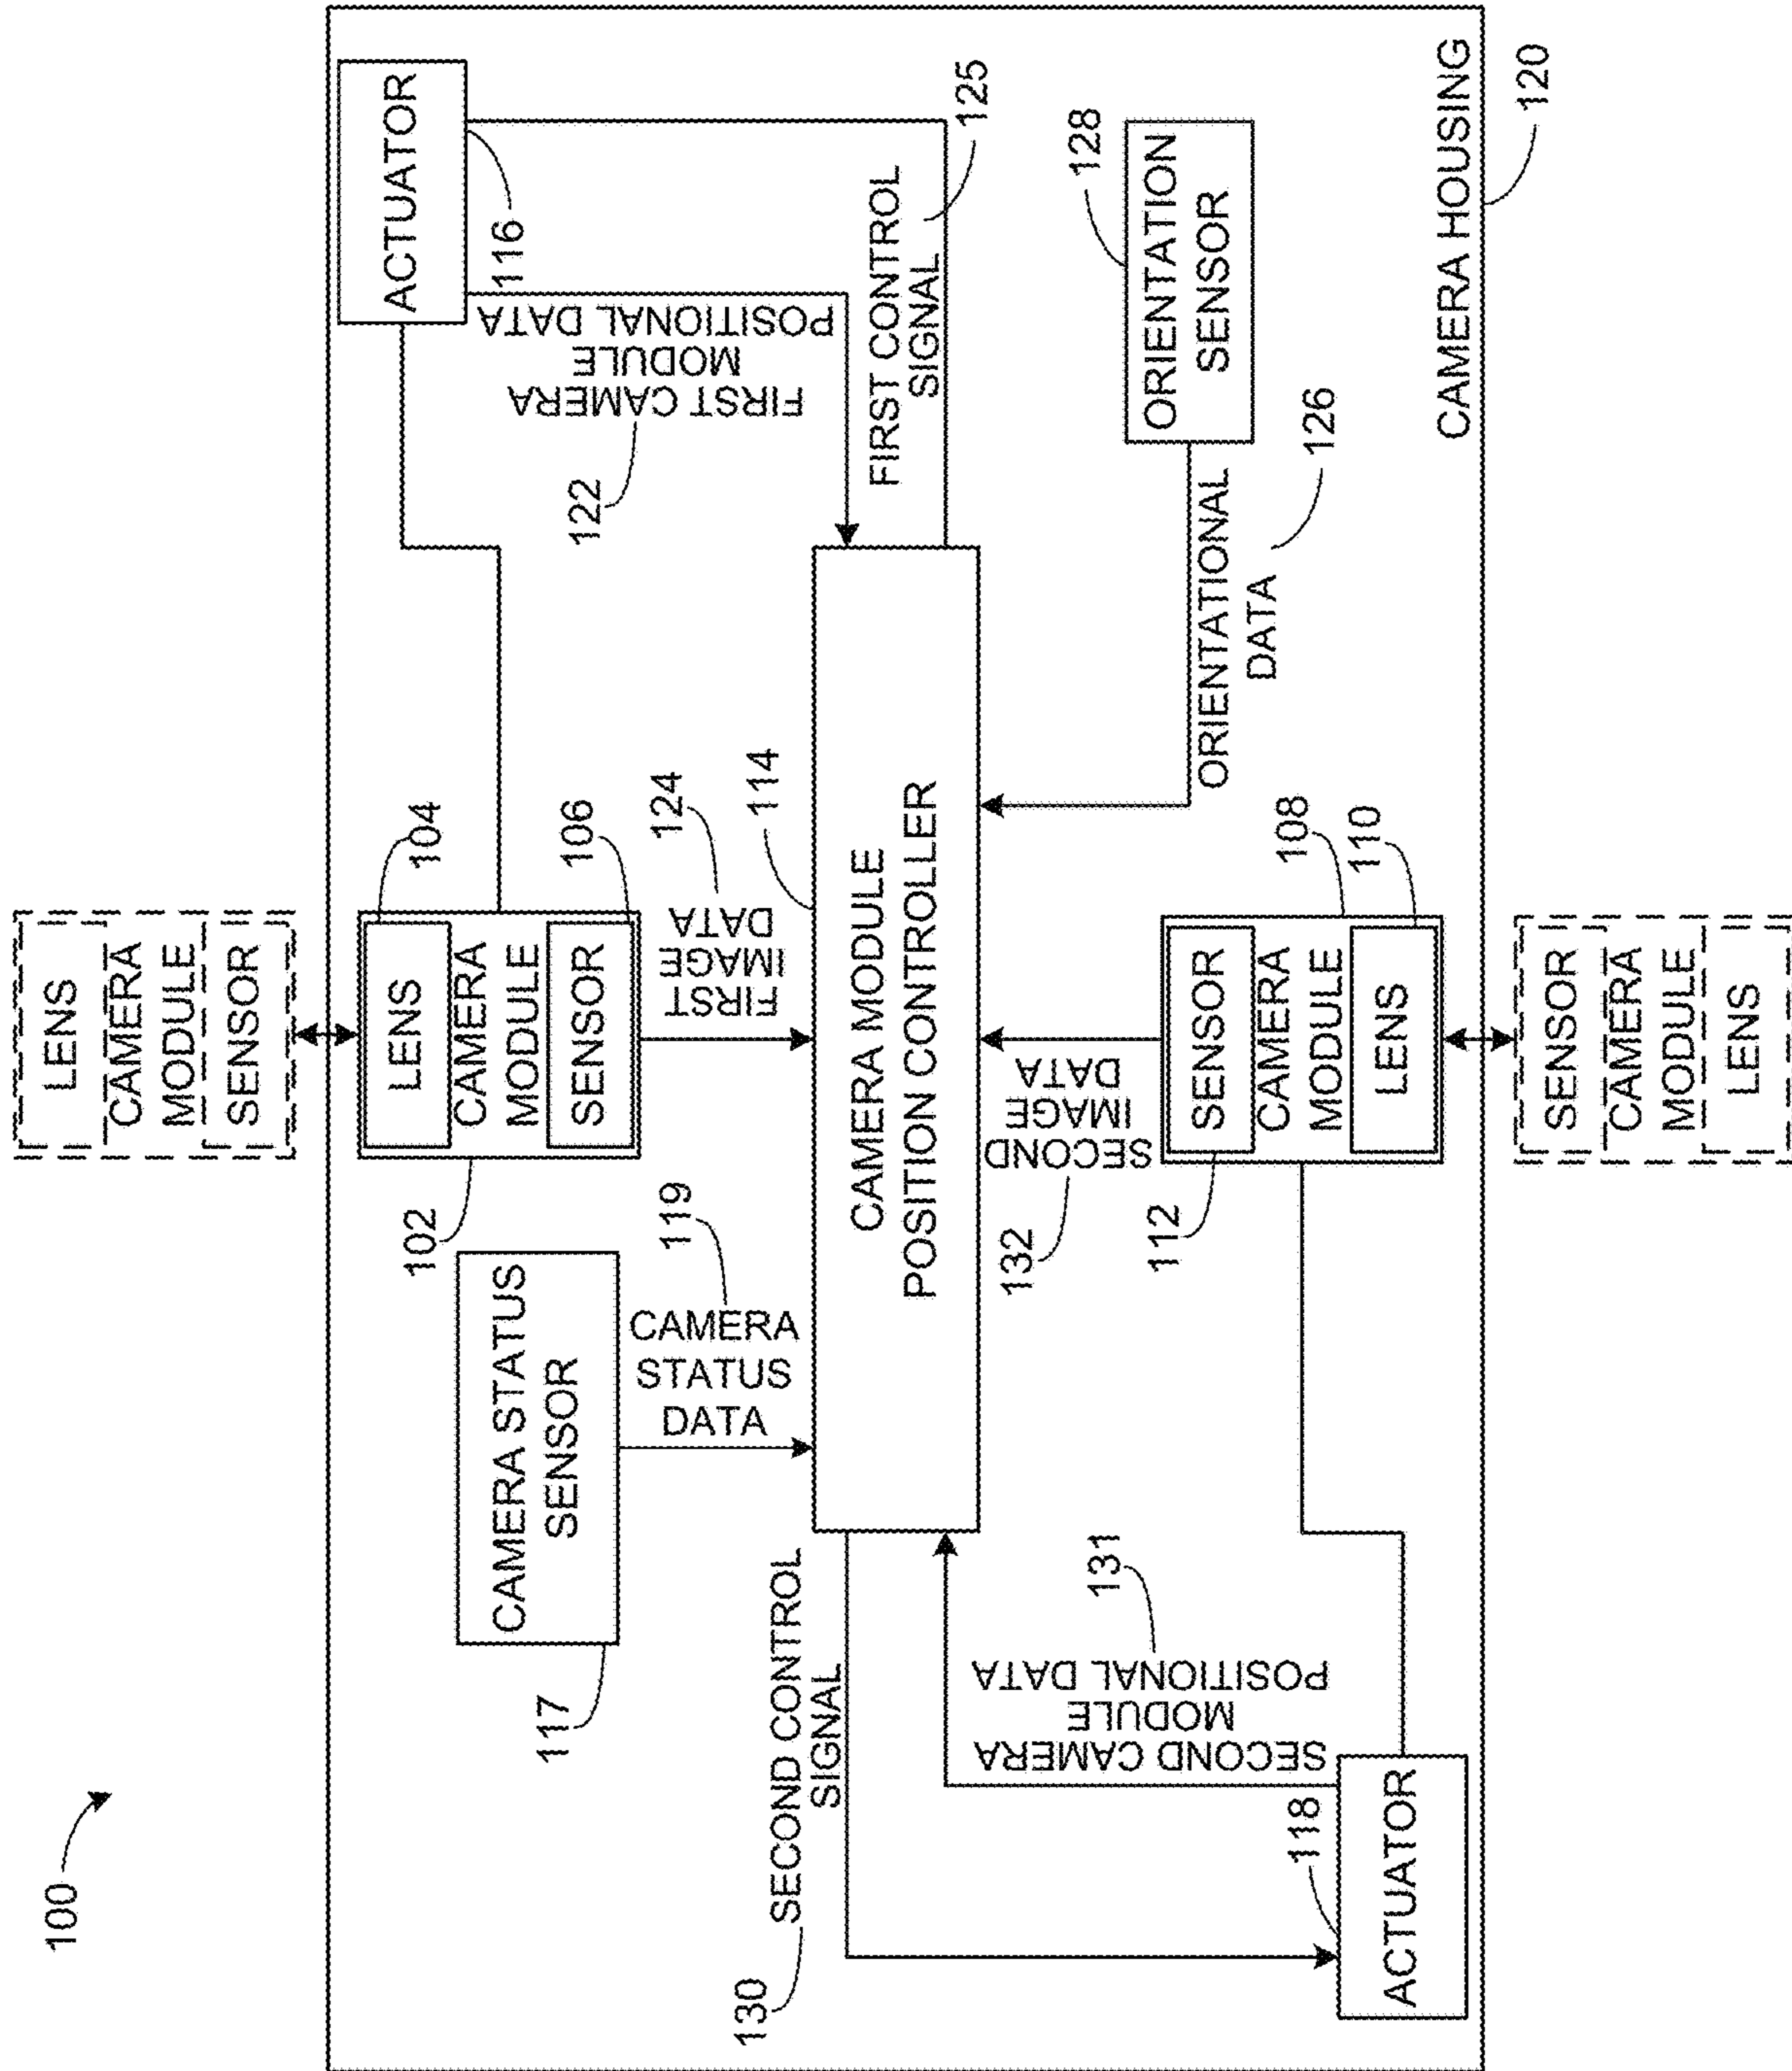 100
LENS
CAMERA
MODULE
SENSOR
LENS
CAMERA
MODULE
SENSOR
102
104
106
ACTUATOR
116
CAMERA STATUS
SENSOR
117
119
CAMERA
STATUS
DATA
FIRST
IMAGE
DATA
124
122
FIRST CAMERA
MODULE
POSITIONAL DATA
FIRST CONTROL
SIGNAL
125
CAMERA MODULE
POSITION CONTROLLER
114
SECOND CONTROL
SIGNAL
130
SECOND CAMERA
MODULE
POSITIONAL DATA
131
SECOND
IMAGE
DATA
132
ORIENTATION
SENSOR
128
ORIENTATIONAL
DATA
126
SENSOR
CAMERA
MODULE
LENS
112
108
110
ACTUATOR
118
CAMERA HOUSING
120
SENSOR
CAMERA
MODULE
LENS